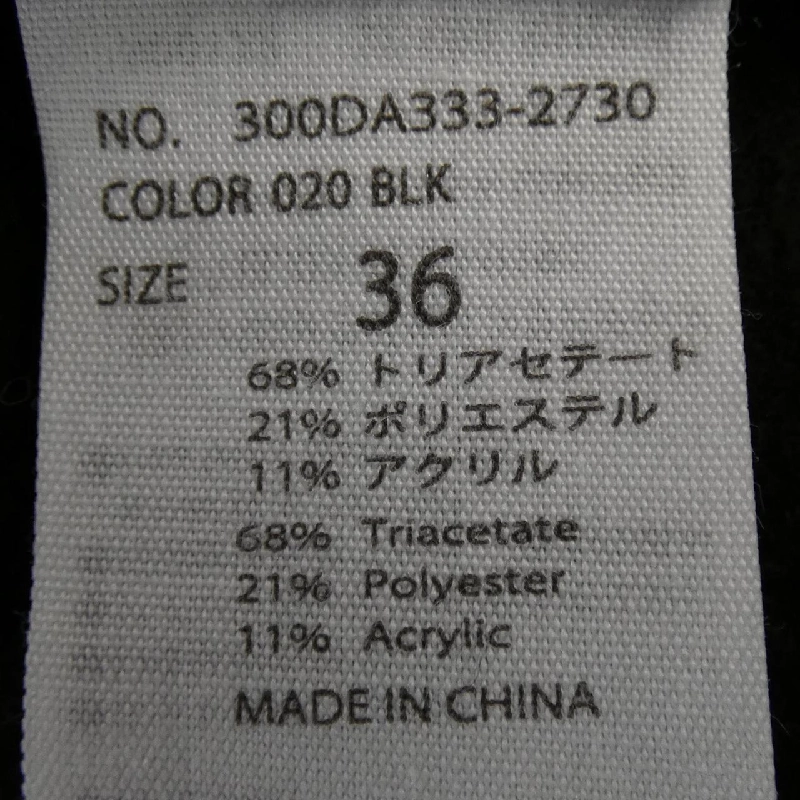 NO. 300DA333-2730
COLOR 020 BLK
SIZE 36
68% トリアセテート
21% ポリエステル
11% アクリル
68% Triacetate
21% Polyester
11% Acrylic
MADE IN CHINA